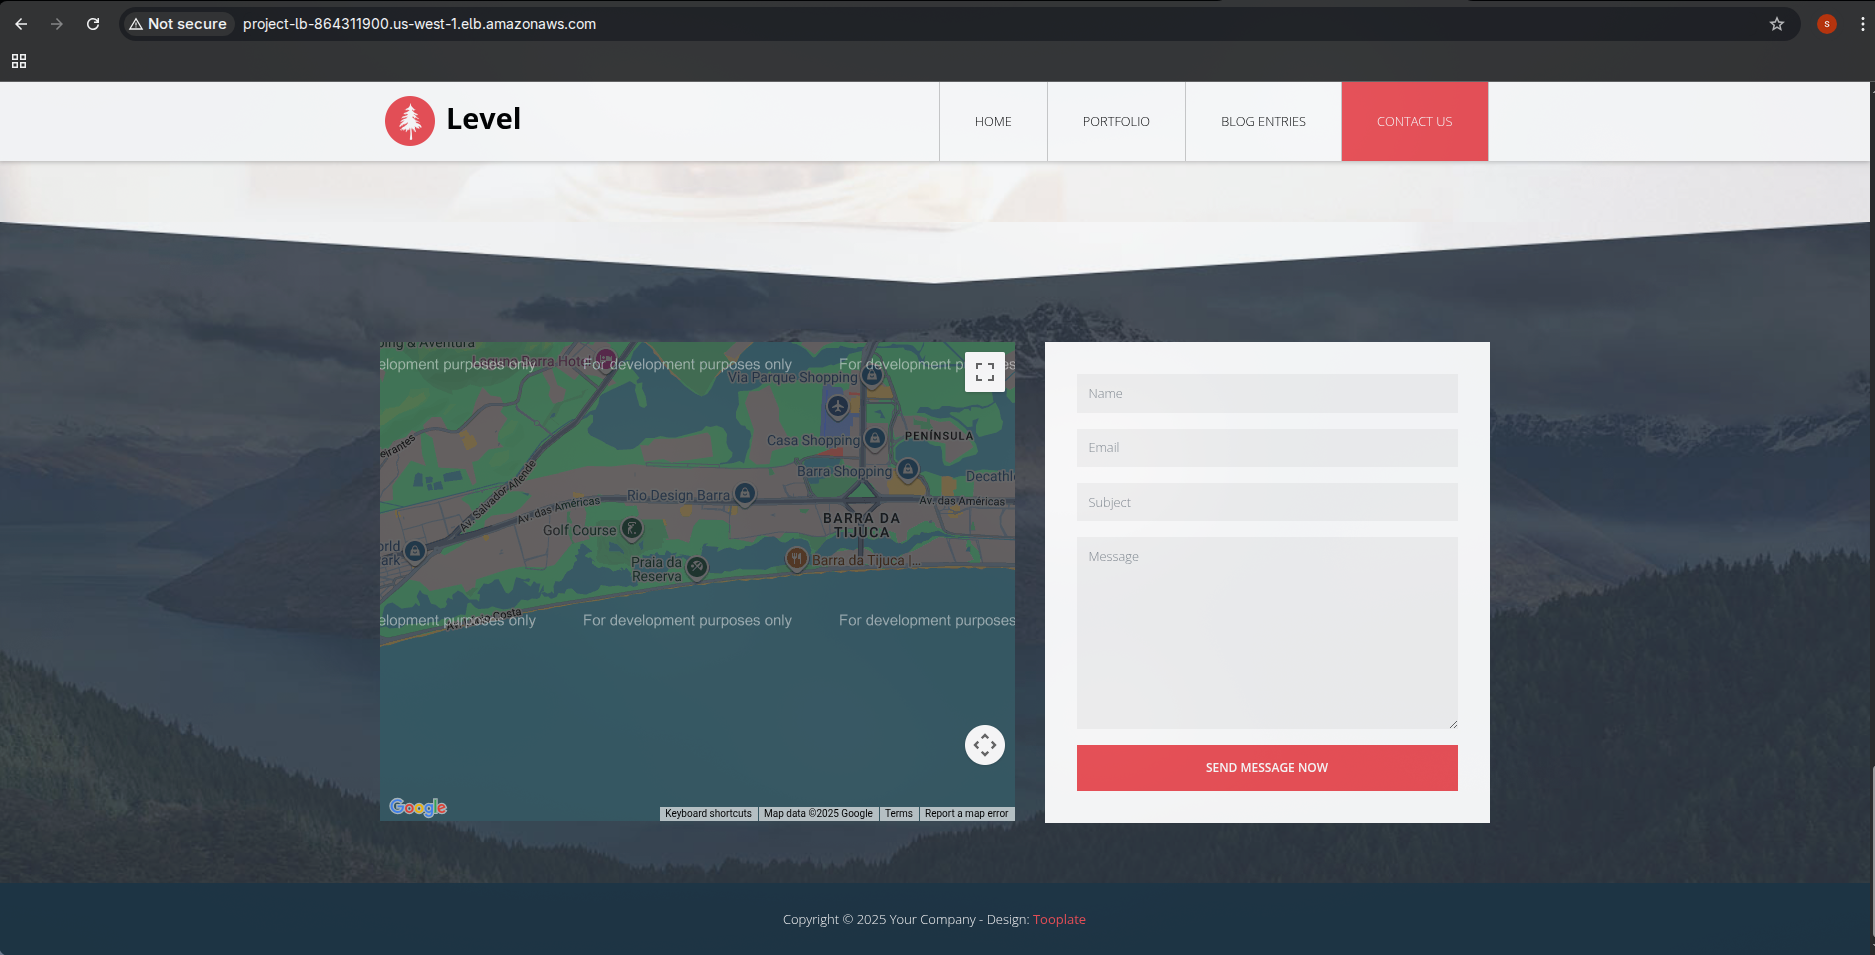 Not secure
project-lb-864311900.us-west-1.elb.amazonaws.com
s
Level
HOME
PORTFOLIO
BLOG ENTRIES
CONTACT US
elopment purposes only
For development purposes only
Via Parque Shopping
Casa Shopping
PENÍNSULA
Barra Shopping
Decathl
eirantes
Av. Salvador Allende
Rio Design Barra
Av. das Américas
Av. das Américas
Golf Course
BARRA DA
TIJUCA
orld
ark
Praia da
Reserva
Barra da Tijuca l...
elopment purposes only
For development purposes only
For development purposes
Google
Keyboard shortcuts
Map data ©2025 Google
Terms
Report a map error
Name
Email
Subject
Message
SEND MESSAGE NOW
Copyright © 2025 Your Company - Design: Tooplate